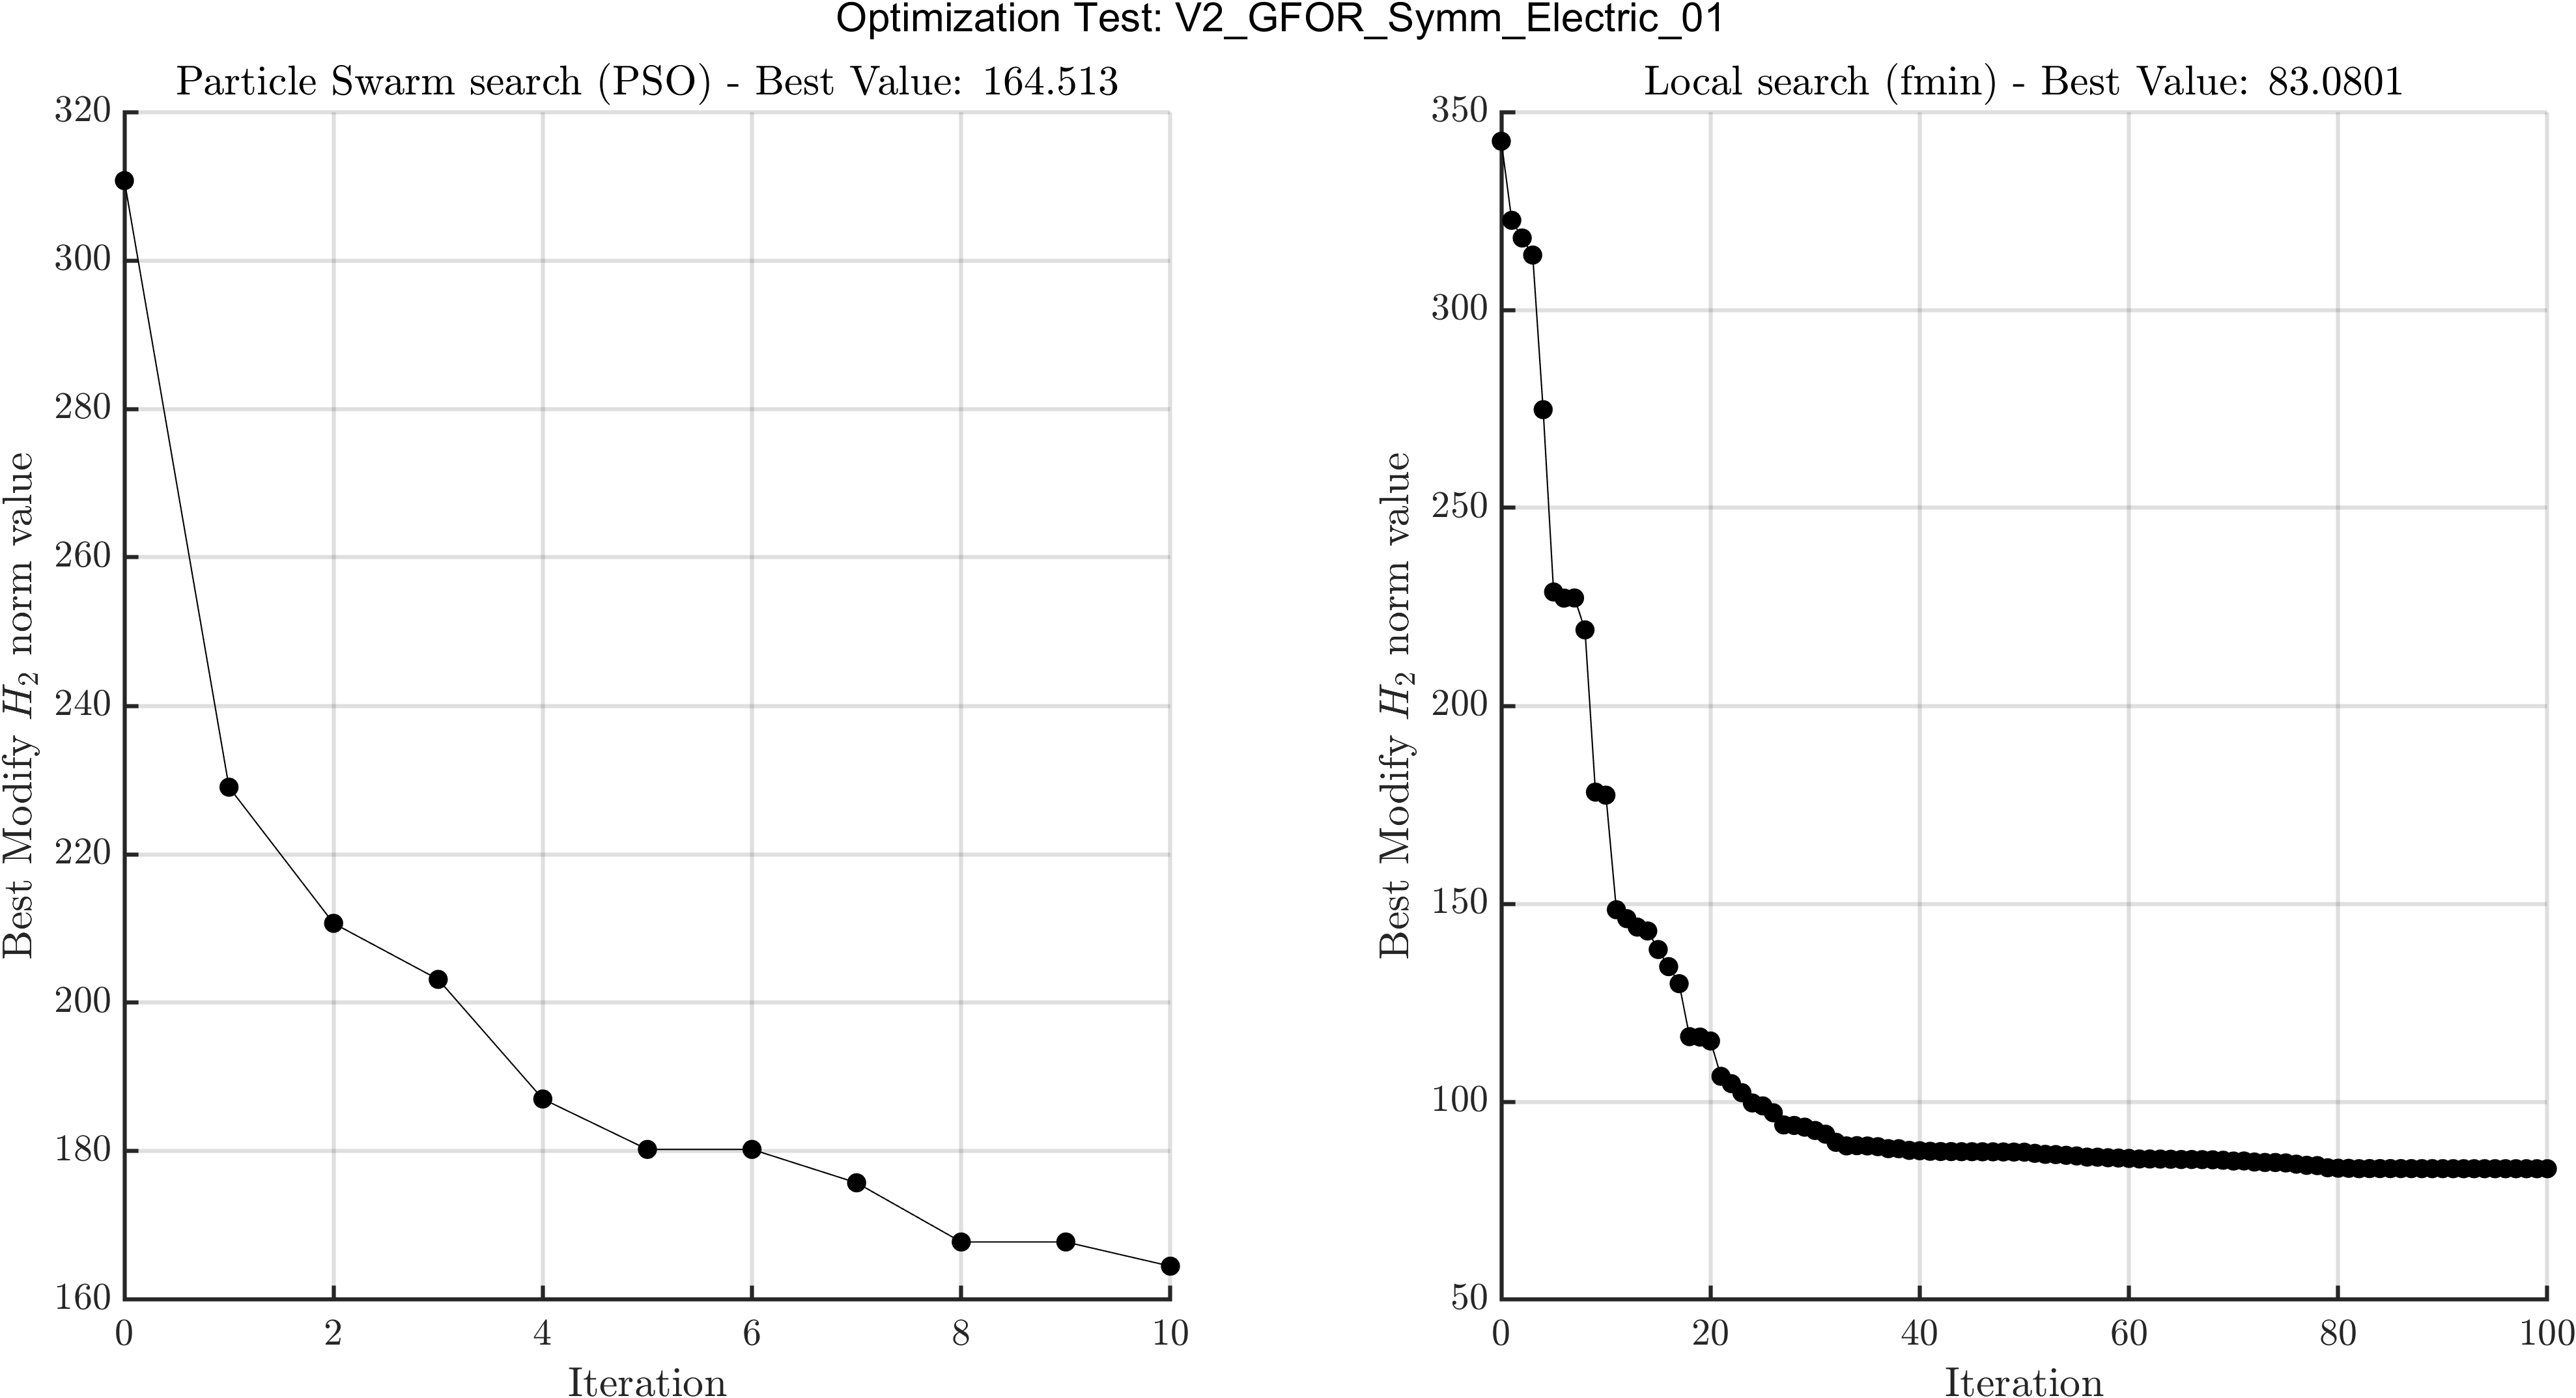 Optimization Test: V2_GFOR_Symm_Electric_01
Particle Swarm search (PSO) - Best Value: 164.513
320
300
280
260
240
220
200
180
160
0 2 4 6 8 10
Iteration
Best Modify H₂ norm value
Local search (fmin) - Best Value: 83.0801
350
300
250
200
150
100
50
0 20 40 60 80 100
Iteration
Best Modify H₂ norm value